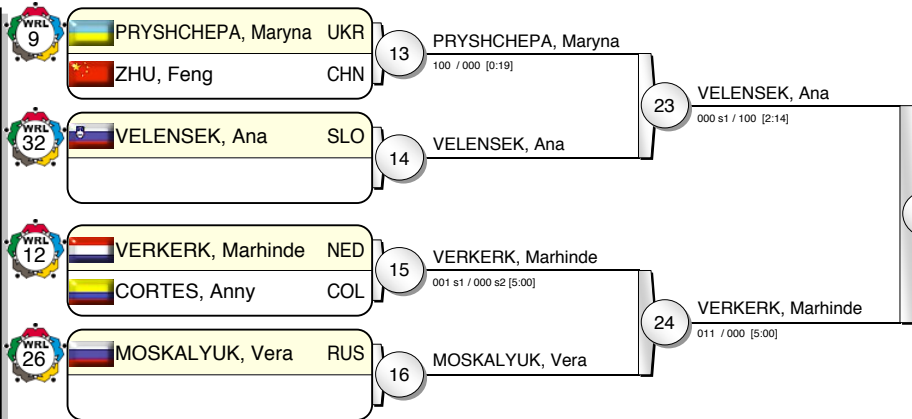 WRL
9
PRYSHCHEPA, Maryna UKR
ZHU, Feng CHN
13
PRYSHCHEPA, Maryna
100 / 000 [0:19]
WRL
32
VELENSEK, Ana SLO
14
VELENSEK, Ana
23
VELENSEK, Ana
000 s1 / 100 [2:14]
WRL
12
VERKERK, Marhinde NED
CORTES, Anny COL
15
VERKERK, Marhinde
001 s1 / 000 s2 [5:00]
WRL
26
MOSKALYUK, Vera RUS
16
MOSKALYUK, Vera
24
VERKERK, Marhinde
011 / 000 [5:00]